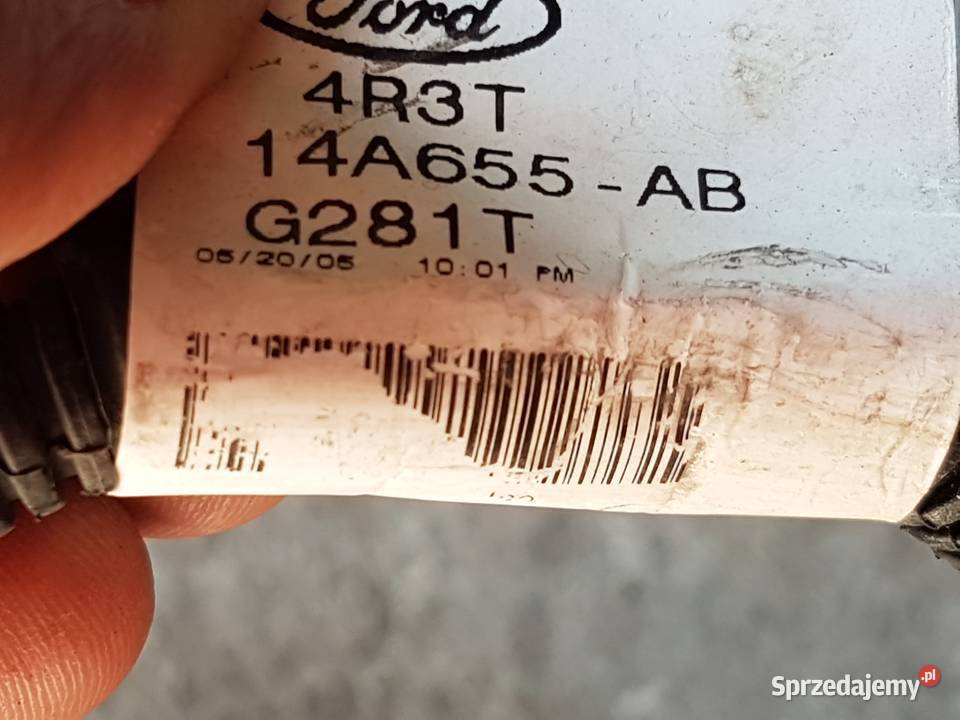 Ford
4R3T
14A655-AB
G281T
05/20/05 10:01 PM
Sprzedajemy.pl